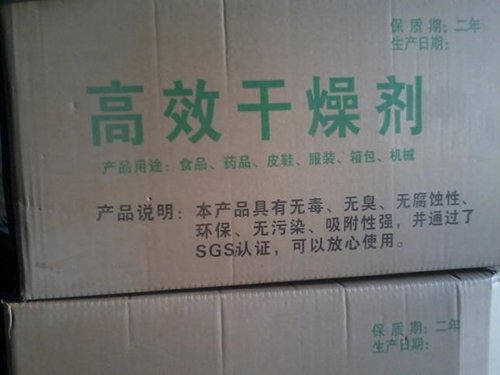 保质期：二年
生产日期：
高效干燥剂
产品用途：食品、药品、皮鞋、服装、箱包、机械
产品说明：本产品具有无毒、无臭、无腐蚀性、
环保、无污染、吸附性强，并通过了
SGS认证，可以放心使用。
保质期：二年
生产日期：